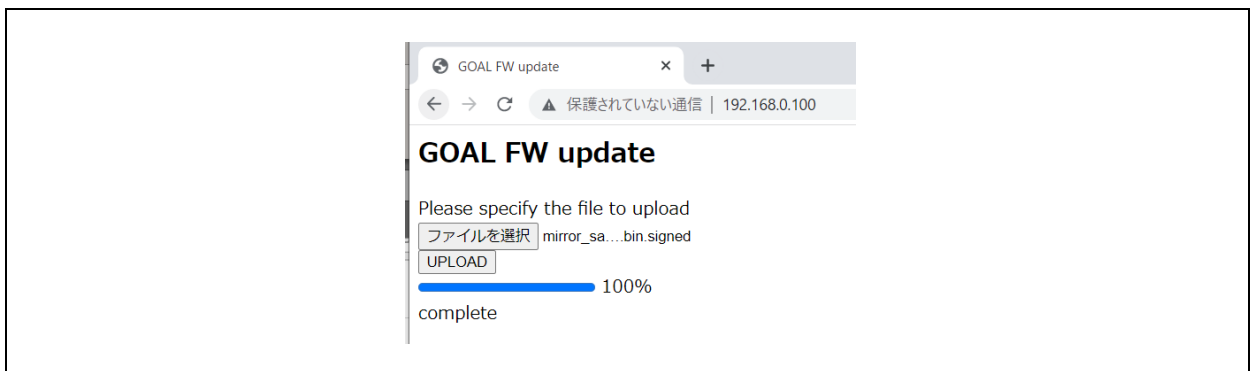 GOAL FW update
保護されていない通信 | 192.168.0.100
GOAL FW update
Please specify the file to upload
ファイルを選択 mirror_sa....bin.signed
UPLOAD
100%
complete